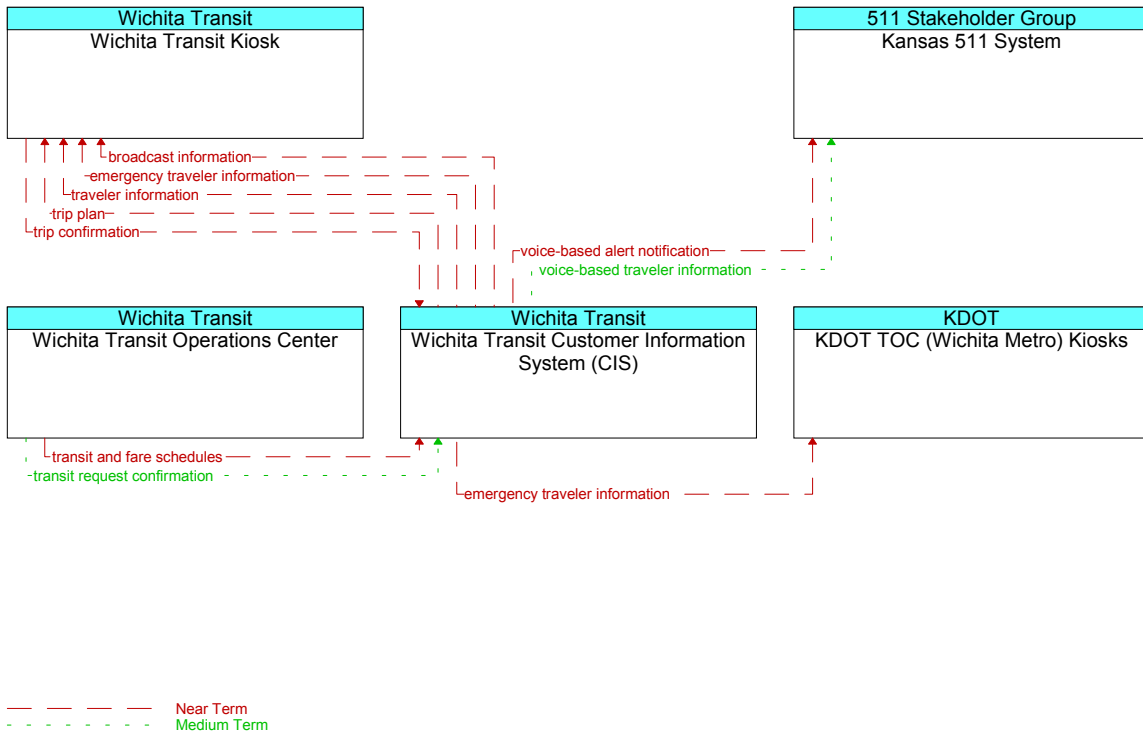 Wichita Transit
Wichita Transit Kiosk
511 Stakeholder Group
Kansas 511 System
broadcast information
emergency traveler information
traveler information
trip plan
trip confirmation
voice-based alert notification
voice-based traveler information
Wichita Transit
Wichita Transit Operations Center
Wichita Transit
Wichita Transit Customer Information
System (CIS)
KDOT
KDOT TOC (Wichita Metro) Kiosks
transit and fare schedules
transit request confirmation
emergency traveler information
Near Term
Medium Term